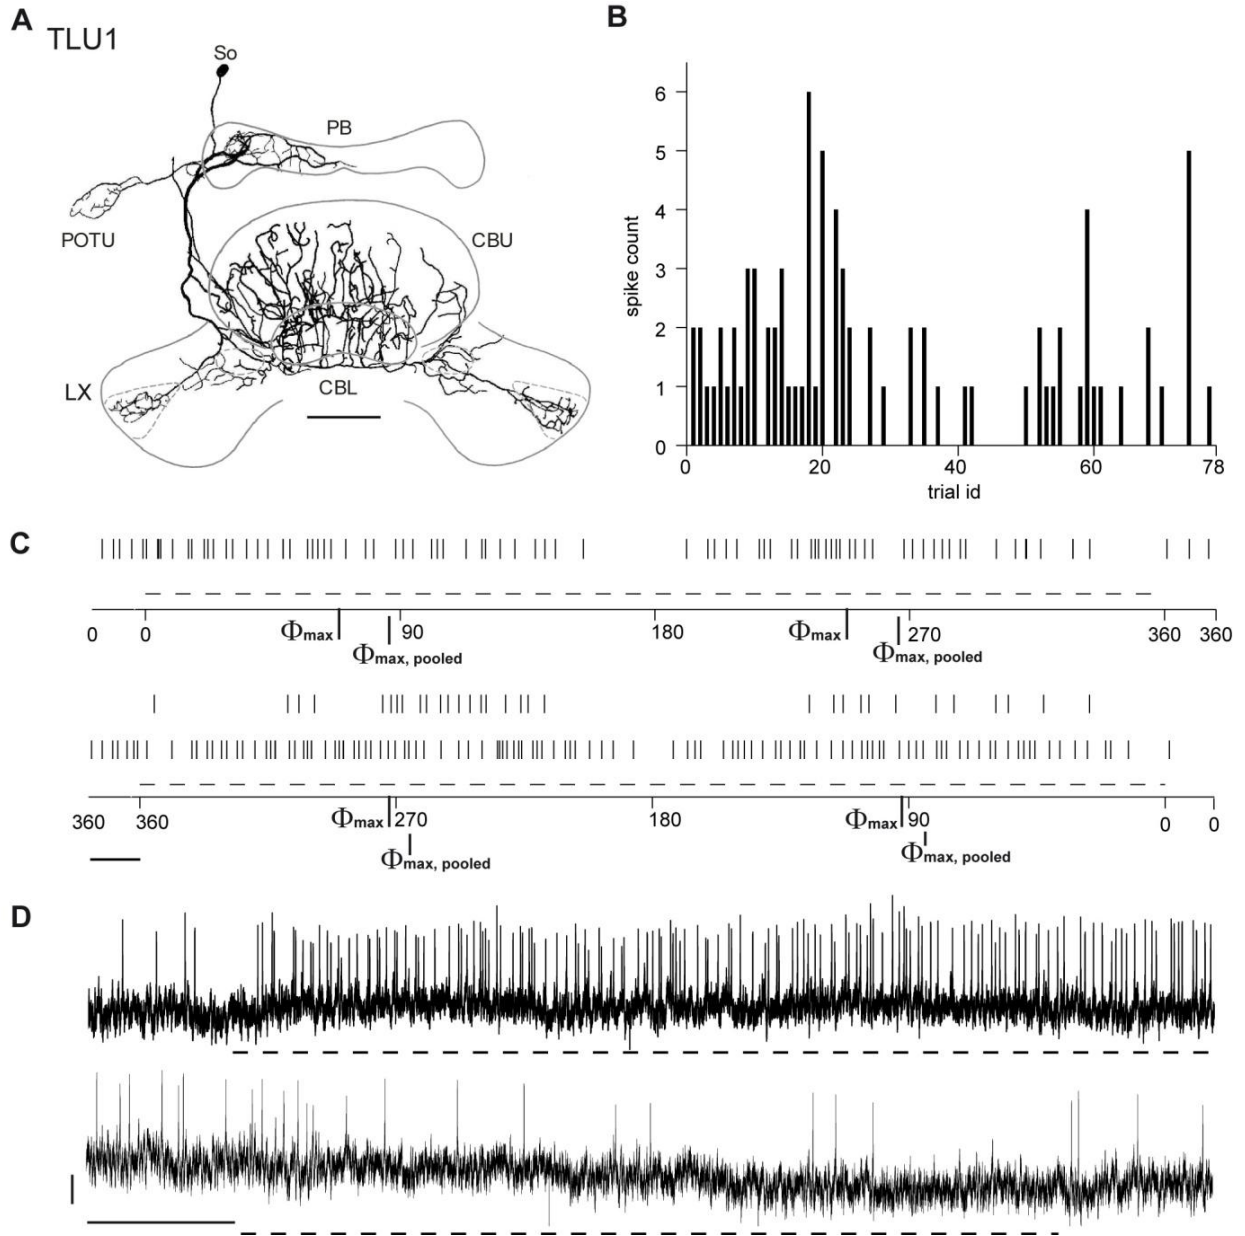 A
TLU1
So
PB
POTU
CBU
LX
CBL
B
6
5
4
3
2
1
0
spike count
0 20 40 60 78
trial id
C
0 0 Φmax 90 180 Φmax 270 360 360
Φmax, pooled Φmax, pooled
360 360 Φmax 270 180 Φmax 90 0 0
Φmax, pooled Φmax, pooled
D